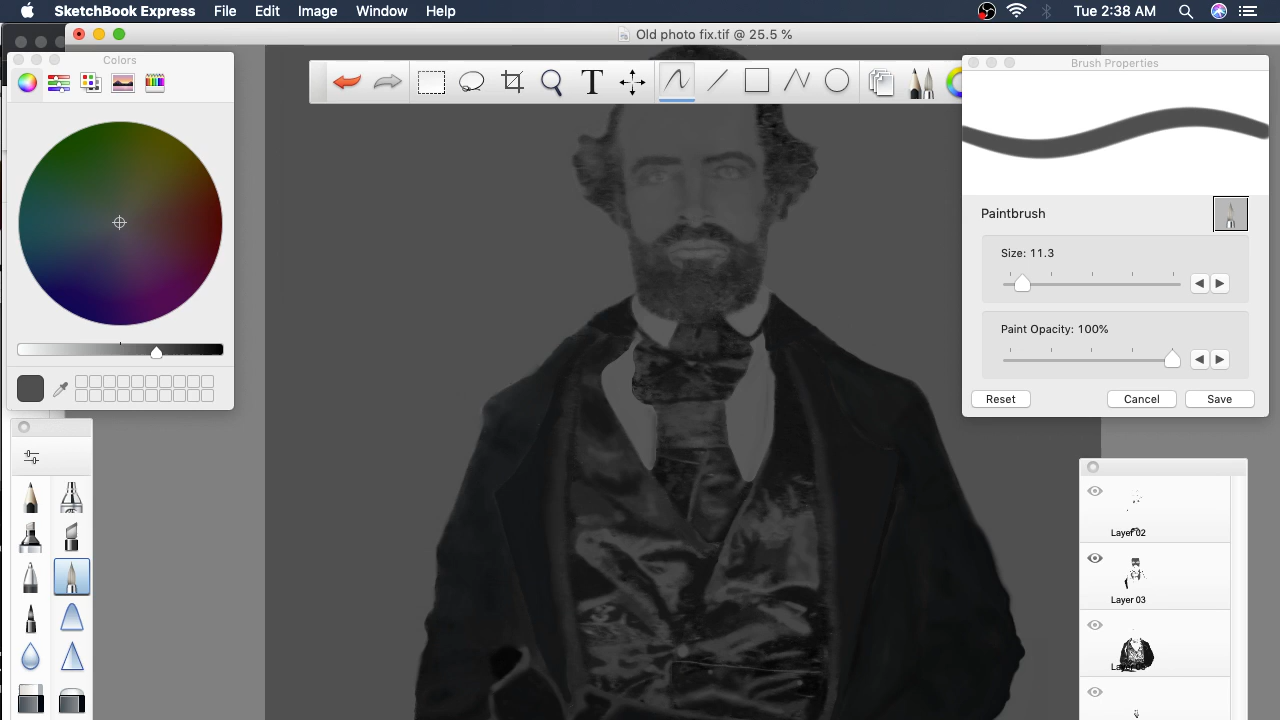 SketchBook Express File Edit Image Window Help Tue 2:38 AM
Old photo fix.tif @ 25.5 %
Colors
T
Brush Properties
Paintbrush
Size: 11.3
Paint Opacity: 100%
Reset Cancel Save
Layer 02
Layer 03